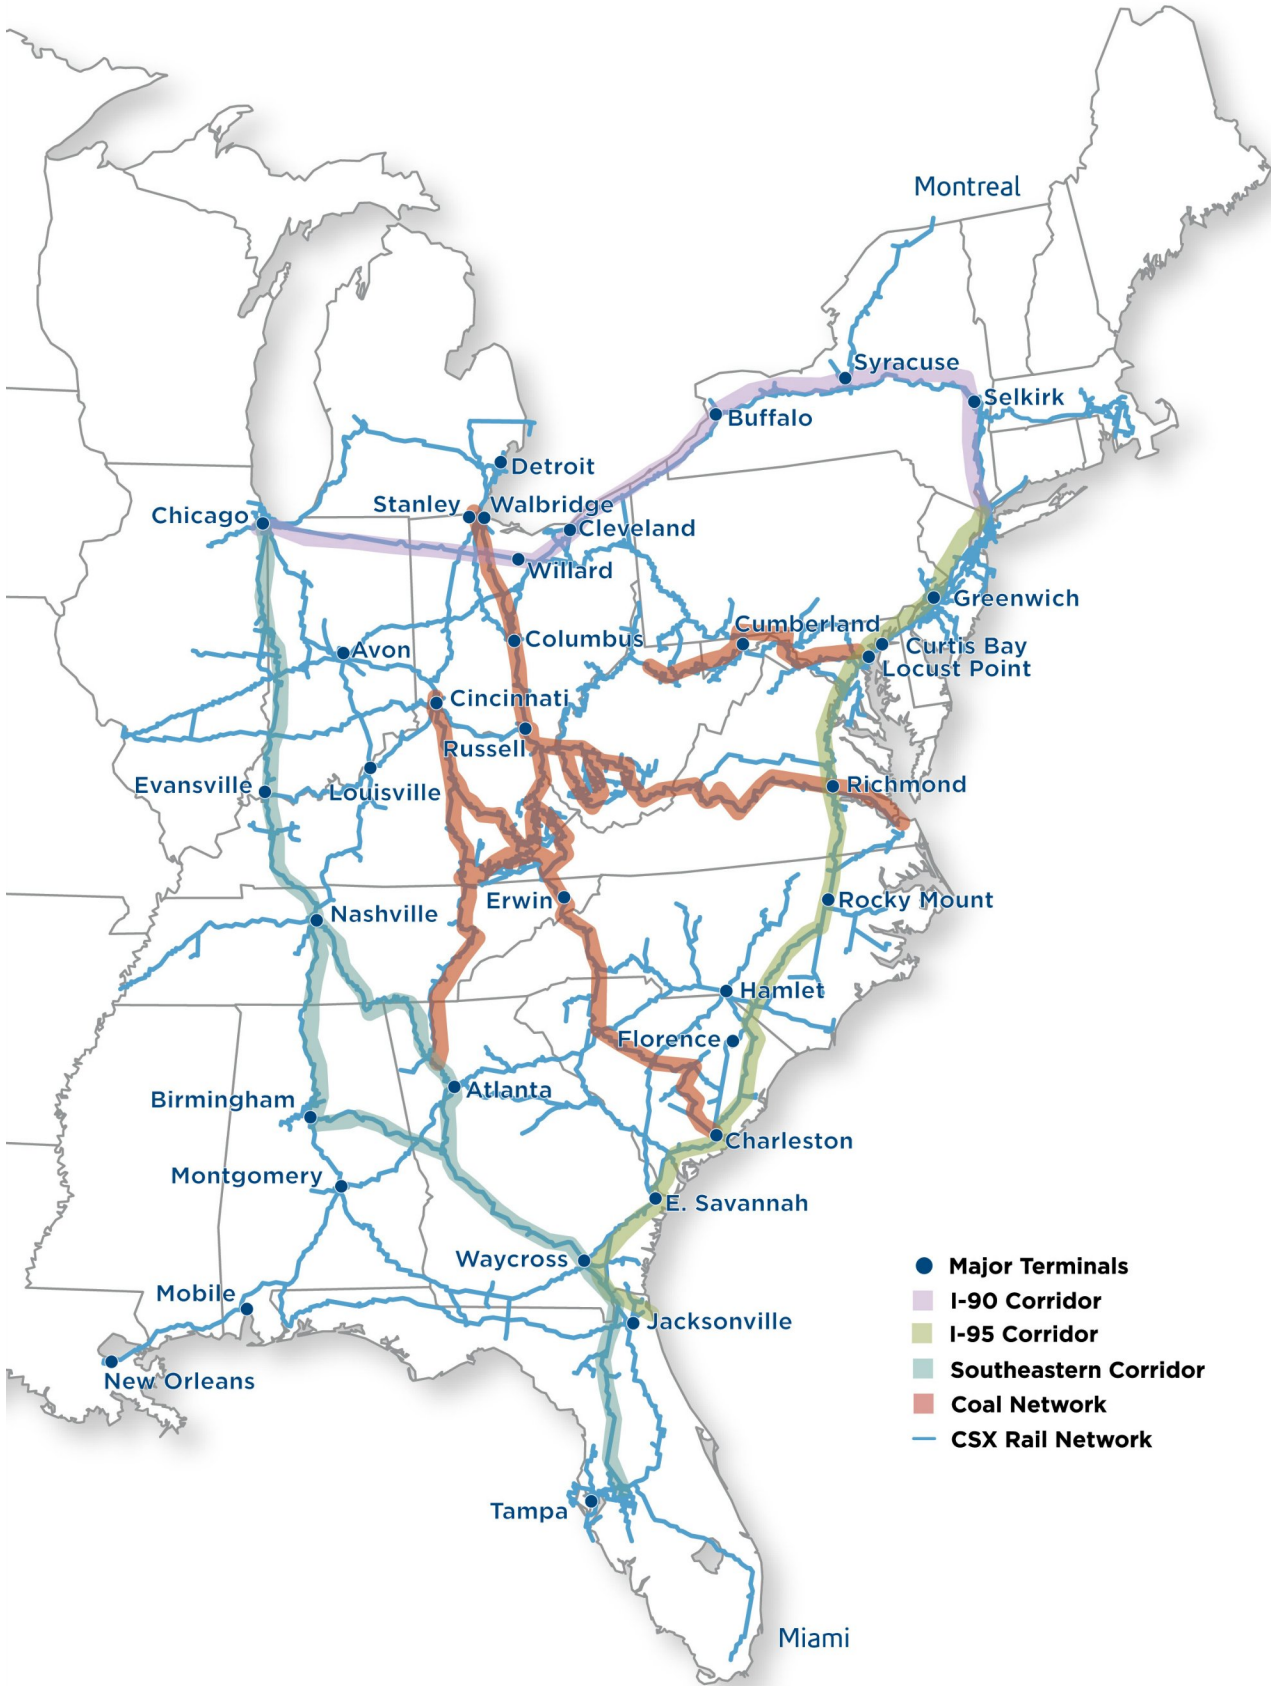 Montreal
Syracuse
Selkirk
Buffalo
Detroit
Stanley
Walbridge
Chicago
Cleveland
Willard
Greenwich
Cumberland
Columbus
Curtis Bay
Avon
Locust Point
Cincinnati
Russell
Evansville
Louisville
Richmond
Erwin
Rocky Mount
Nashville
Hamlet
Florence
Atlanta
Birmingham
Charleston
Montgomery
E. Savannah
Waycross
Mobile
Jacksonville
New Orleans
Tampa
Miami
Major Terminals
I-90 Corridor
I-95 Corridor
Southeastern Corridor
Coal Network
CSX Rail Network